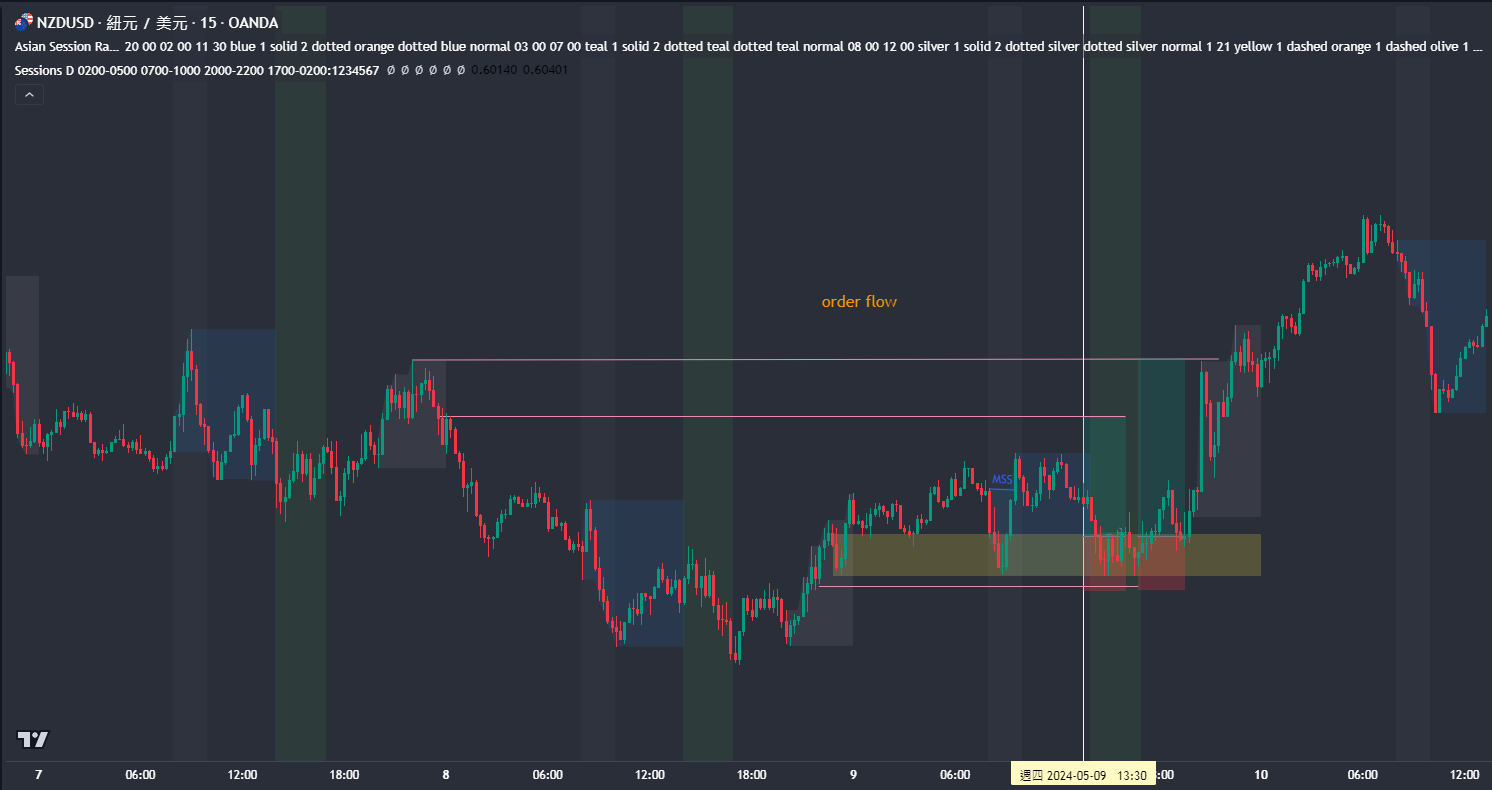 NZDUSD · 紐元 / 美元 · 15 · OANDA
Asian Session Ra... 20 00 02 00 11 30 blue 1 solid 2 dotted orange dotted blue normal 03 00 07 00 teal 1 solid 2 dotted teal dotted teal normal 08 00 12 00 silver 1 solid 2 dotted silver dotted silver normal 1 21 yellow 1 dashed orange 1 dashed olive 1 ...
Sessions D 0200-0500 0700-1000 2000-2200 1700-0200:1234567 ∅ ∅ ∅ ∅ ∅ ∅ 0.60140 0.60401
order flow
MSS
7 06:00 12:00 18:00 8 06:00 12:00 18:00 9 06:00 週四 2024-05-09 13:30 :00 10 06:00 12:00